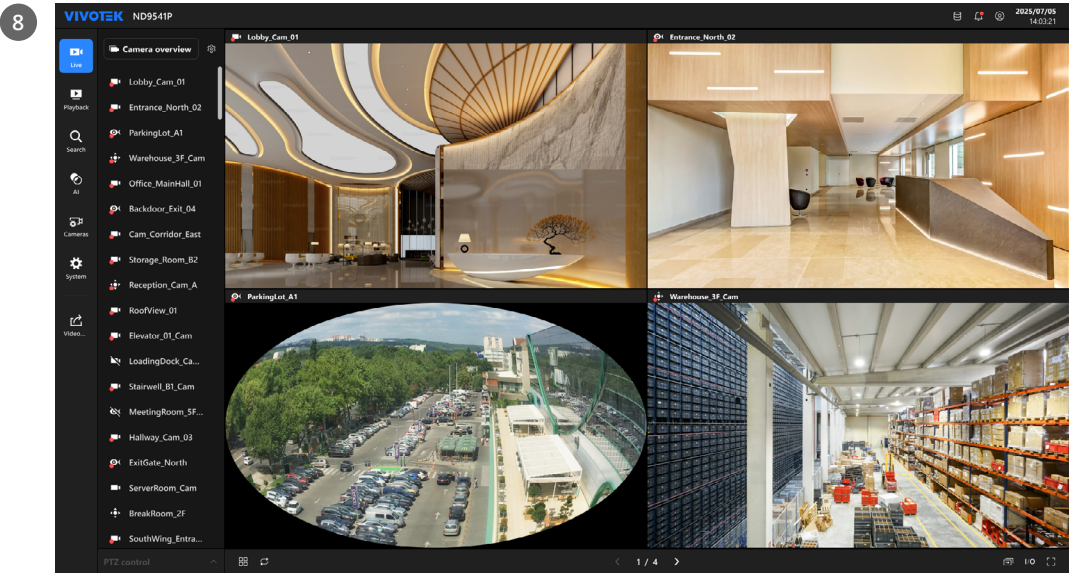 8
VIVOTEK ND9541P
2025/07/05
14:03:21
Live
Playback
Search
AI
Cameras
System
Video...
Camera overview
Lobby_Cam_01
Entrance_North_02
ParkingLot_A1
Warehouse_3F_Cam
Office_MainHall_01
Backdoor_Exit_04
Cam_Corridor_East
Storage_Room_B2
Reception_Cam_A
RoofView_01
Elevator_01_Cam
LoadingDock_Ca...
Stairwell_B1_Cam
MeetingRoom_5F...
Hallway_Cam_03
ExitGate_North
ServerRoom_Cam
BreakRoom_2F
SouthWing_Entra...
PTZ control
Lobby_Cam_01
Entrance_North_02
ParkingLot_A1
Warehouse_3F_Cam
1 / 4
I/O